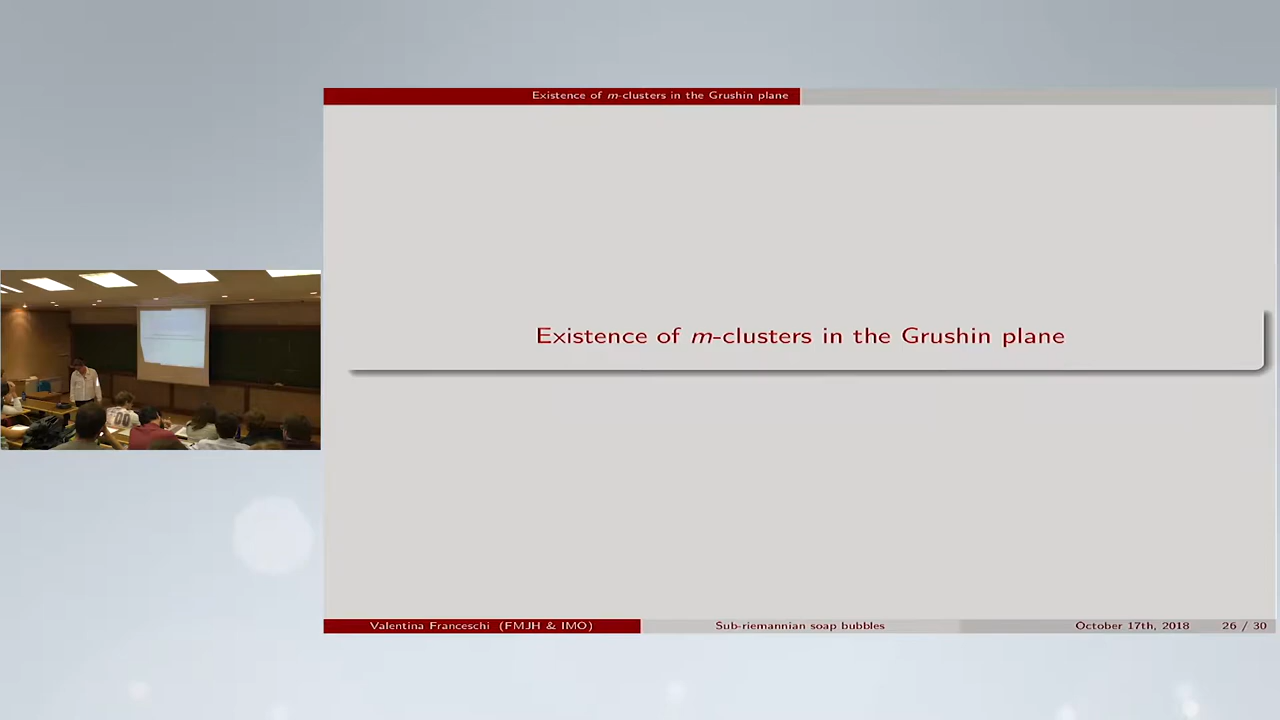 Existence of m-clusters in the Grushin plane
Existence of m-clusters in the Grushin plane
Valentina Franceschi (FMJH & IMO)
Sub-riemannian soap bubbles
October 17th, 2018
26 / 30